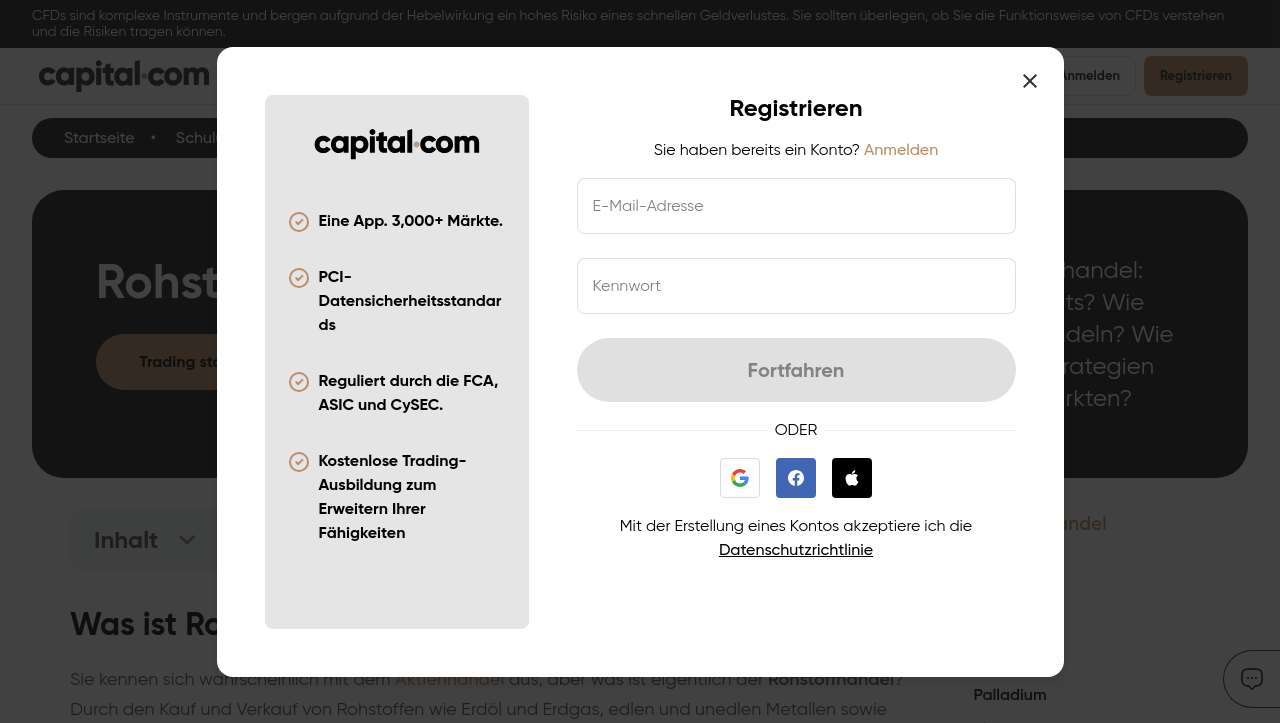 CFDs sind komplexe Instrumente und bergen aufgrund der Hebelwirkung ein hohes Risiko eines schnellen Geldverlustes. Sie sollten überlegen, ob Sie die Funktionsweise von CFDs verstehen
und die Risiken tragen können.
capital.com
Anmelden
Registrieren
Startseite
•
Rohst
Trading sta
handel:
ts? Wie
deln? Wie
rategien
rkten?
Inhalt
andel
Was ist Ro
Sie kennen sich wahrscheinlich mit dem Aktienhandel aus, aber was ist eigentlich der Rohstoffhandel?
Durch den Kauf und Verkauf von Rohstoffen wie Erdöl und Erdgas, edlen und unedlen Metallen sowie
Palladium
capital.com
Eine App. 3,000+ Märkte.
PCI-
Datensicherheitsstandar
ds
Reguliert durch die FCA,
ASIC und CySEC.
Kostenlose Trading-
Ausbildung zum
Erweitern Ihrer
Fähigkeiten
Registrieren
Sie haben bereits ein Konto? Anmelden
E-Mail-Adresse
Kennwort
Fortfahren
ODER
Mit der Erstellung eines Kontos akzeptiere ich die
Datenschutzrichtlinie